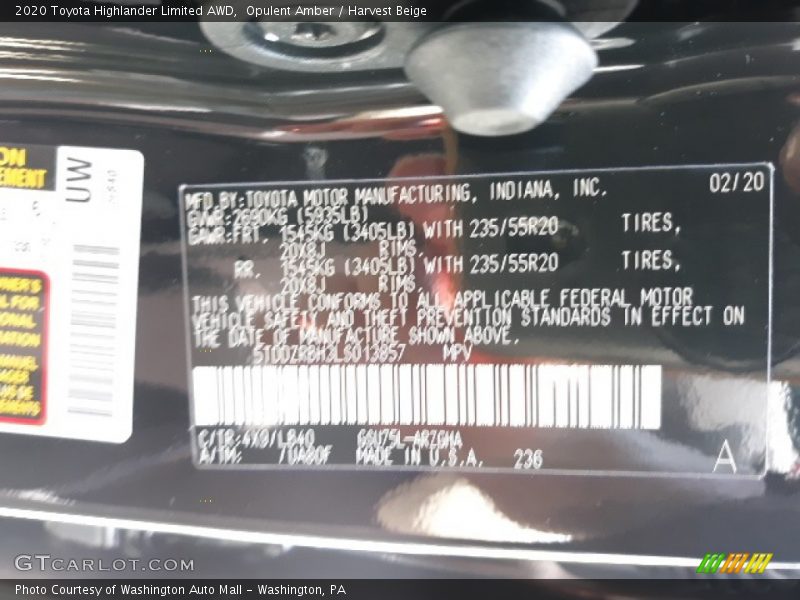 2020 Toyota Highlander Limited AWD,  Opulent Amber / Harvest Beige
UW
ON
EMENT
MFD.BY:TOYOTA MOTOR MANUFACTURING, INDIANA, INC. 02/20
GVWR:2690KG (5935LB)
GAWR:FRT. 1545KG (3405LB) WITH 235/55R20 TIRES,
20X8J RIMS,
RR. 1545KG (3405LB) WITH 235/55R20 TIRES,
20X8J RIMS,
THIS VEHICLE CONFORMS TO ALL APPLICABLE FEDERAL MOTOR
VEHICLE SAFETY AND THEFT PREVENTION STANDARDS IN EFFECT ON
THE DATE OF MANUFACTURE SHOWN ABOVE.
5TDDZRBH3LS013857 MPV
C/TR:4X9/LB40 GSU75L-ARZGHA
A/TM: /UA80F MADE IN U.S.A. 236
A
GTCARLOT.COM
Photo Courtesy of Washington Auto Mall – Washington, PA